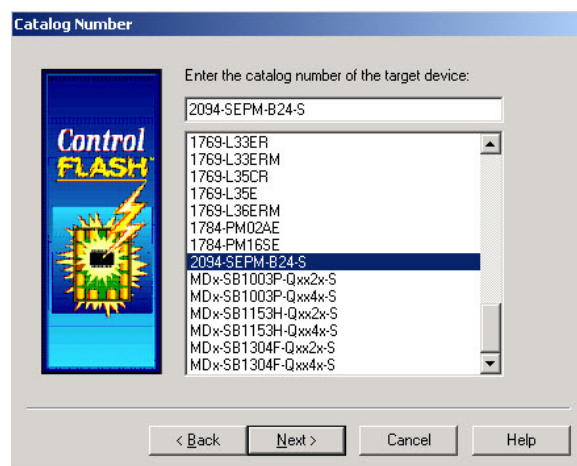 Catalog Number
Enter the catalog number of the target device:
2094-SEPM-B24-S
Control
FLASH™
1769-L33ER
1769-L33ERM
1769-L35CR
1769-L35E
1769-L36ERM
1784-PM02AE
1784-PM16SE
2094-SEPM-B24-S
MDx-SB1003P-Qxx2x-S
MDx-SB1003P-Qxx4x-S
MDx-SB1153H-Qxx2x-S
MDx-SB1153H-Qxx4x-S
MDx-SB1304F-Qxx2x-S
MDx-SB1304F-Qxx4x-S
< Back Next > Cancel Help